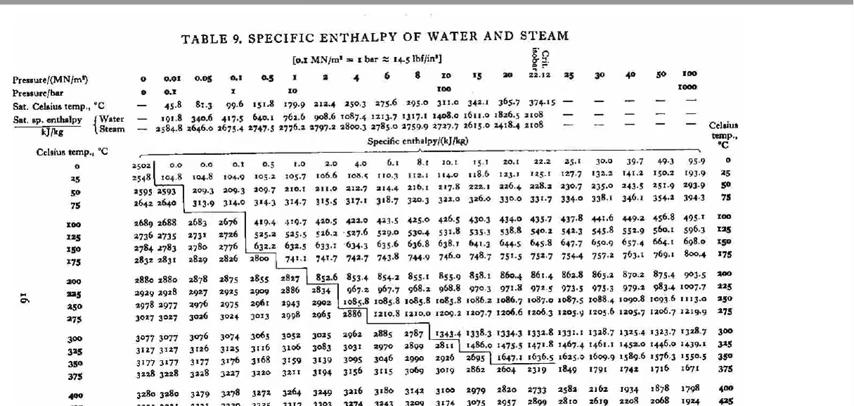 TABLE 9. SPECIFIC ENTHALPY OF WATER AND STEAM
[0.1 MN/m² = 1 bar ≈ 14.5 lbf/in²]
Crit. isobar
Pressure/(MN/m²) 0 0.01 0.05 0.1 0.5 1 2 4 6 8 10 15 20 22.12 25 30 40 50 100
Pressure/bar 0 0.1 1 10 100 1000
Sat. Celsius temp., °C — 45.8 81.3 99.6 151.8 179.9 212.4 250.3 275.6 295.0 311.0 342.1 365.7 374.15 — — — — —
Sat. sp. enthalpy { Water — 191.8 340.6 417.5 640.1 762.6 908.6 1087.4 1213.7 1317.1 1408.0 1611.0 1826.5 2108 — — — — —
kJ/kg { Steam — 2584.8 2646.0 2675.4 2747.5 2776.2 2797.2 2800.3 2785.0 2759.9 2727.7 2615.0 2418.4 2108 — — — — — Celsius temp., °C
Celsius temp., °C Specific enthalpy/(kJ/kg)
0 2502 0.0 0.0 0.1 0.5 1.0 2.0 4.0 6.1 8.1 10.1 15.1 20.1 22.2 25.1 30.0 39.7 49.3 95.9 0
25 2548 104.8 104.8 104.9 105.2 105.7 106.6 108.5 110.3 112.1 114.0 118.6 123.1 125.1 127.7 132.2 141.2 150.2 193.9 25
50 2595 2593 209.3 209.3 209.7 210.1 211.0 212.7 214.4 216.1 217.8 222.1 226.4 228.2 230.7 235.0 243.5 251.9 293.9 50
75 2642 2640 313.9 314.0 314.3 314.7 315.5 317.1 318.7 320.3 322.0 326.0 330.0 331.7 334.0 338.1 346.1 354.2 394.3 75
100 2689 2688 2683 2676 419.4 419.7 420.5 422.0 423.5 425.0 426.5 430.3 434.0 435.7 437.8 441.6 449.2 456.8 495.1 100
125 2736 2735 2731 2726 525.2 525.5 526.2 527.6 529.0 530.4 531.8 535.3 538.8 540.2 542.3 545.8 552.9 560.1 596.3 125
150 2784 2783 2780 2776 632.2 632.5 633.1 634.3 635.6 636.8 638.1 641.3 644.5 645.8 647.7 650.9 657.4 664.1 698.0 150
175 2832 2831 2829 2826 2800 741.1 741.7 742.7 743.8 744.9 746.0 748.7 751.5 752.7 754.4 757.2 763.1 769.1 800.4 175
200 2880 2880 2878 2875 2855 2827 852.6 853.4 854.2 855.1 855.9 858.1 860.4 861.4 862.8 865.2 870.2 875.4 903.5 200
225 2929 2928 2927 2925 2909 2886 2834 967.2 967.7 968.2 968.8 970.3 971.8 972.5 973.5 975.3 979.2 983.4 1007.7 225
250 2978 2977 2976 2975 2961 2943 2902 1085.8 1085.8 1085.8 1085.8 1086.2 1086.7 1087.0 1087.5 1088.4 1090.8 1093.6 1113.0 250
275 3027 3027 3026 3024 3013 2998 2965 2886 1210.8 1210.0 1209.2 1207.7 1206.6 1206.3 1205.9 1205.6 1205.7 1206.7 1219.9 275
300 3077 3077 3076 3074 3065 3052 3025 2962 2885 2787 1343.4 1338.3 1334.3 1332.8 1331.1 1328.7 1325.4 1323.7 1328.7 300
325 3127 3127 3126 3125 3116 3106 3083 3031 2970 2899 2811 1486.0 1475.5 1471.8 1467.4 1461.1 1452.0 1446.0 1439.1 325
350 3177 3177 3177 3176 3168 3159 3139 3095 3046 2990 2926 2695 1647.1 1636.5 1625.0 1609.9 1589.6 1576.3 1550.5 350
375 3228 3228 3228 3227 3220 3211 3194 3156 3115 3069 3019 2862 2604 2319 1849 1791 1742 1716 1671 375
400 3280 3280 3279 3278 3272 3264 3249 3216 3180 3142 3100 2979 2820 2733 2582 2162 1934 1878 1798 400
3174 3075 2957 2899 2810 2619 2208 2068 1924 425
91